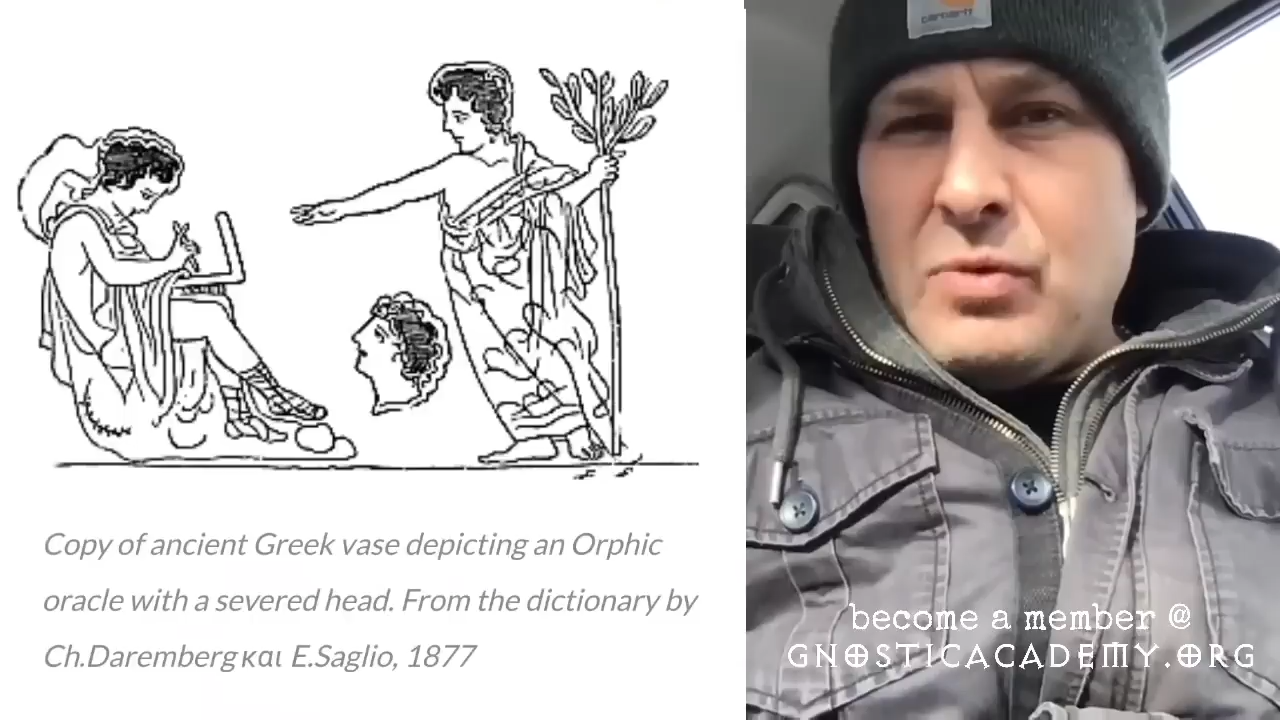 Copy of ancient Greek vase depicting an Orphic
oracle with a severed head. From the dictionary by
Ch.Daremberg και E.Saglio, 1877
carhartt
become a member @
GNOSTICACADEMY.ORG